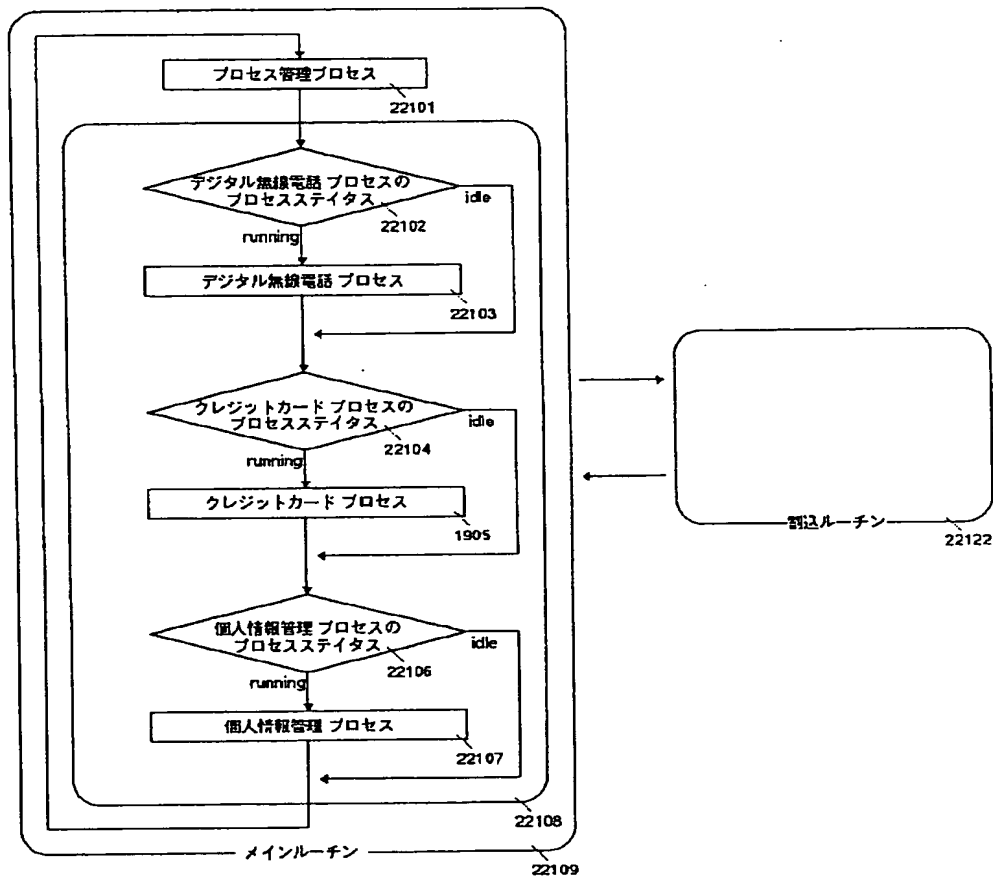 プロセス管理プロセス
22101
デジタル無線電話 プロセスの
プロセスステイタス
22102
idle
running
デジタル無線電話 プロセス
22103
クレジットカード プロセスの
プロセスステイタス
22104
idle
running
クレジットカード プロセス
1905
個人情報管理 プロセスの
プロセスステイタス
22106
idle
running
個人情報管理 プロセス
22107
22108
メインルーチン
22109
割込ルーチン
22122